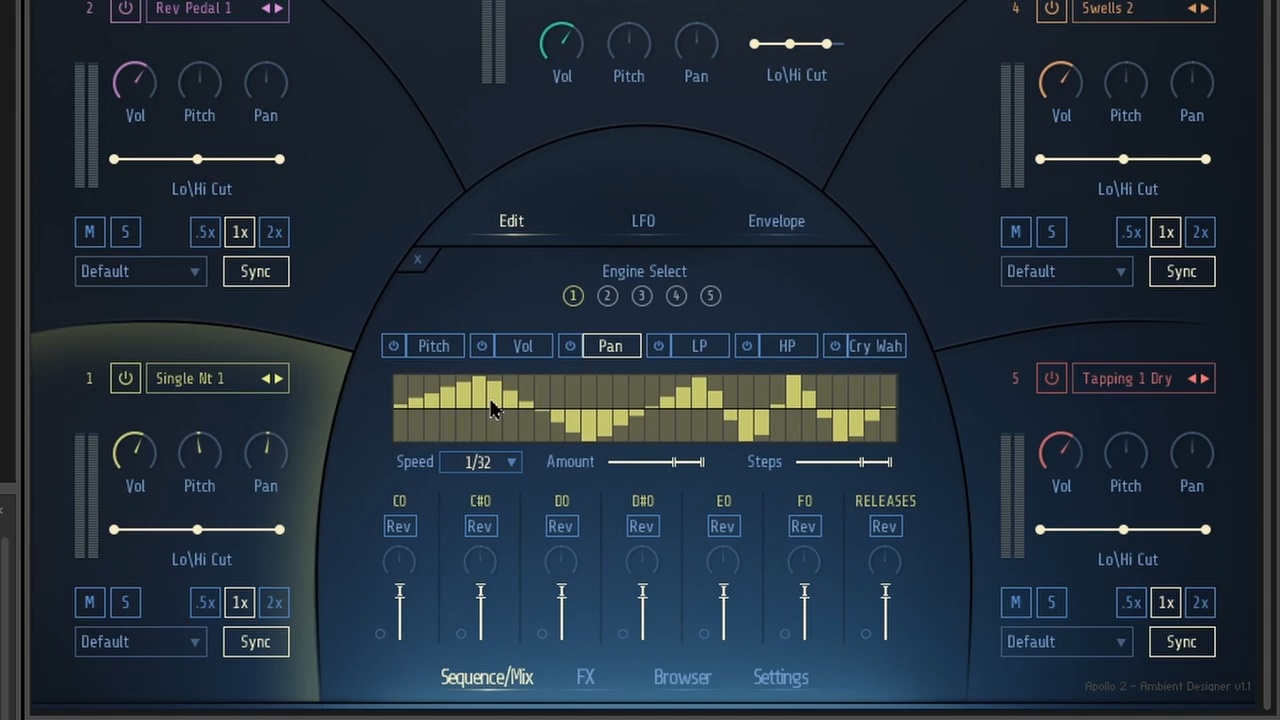 2 Rev Pedal 1
Vol Pitch Pan
Lo\Hi Cut
M S .5x 1x 2x
Default Sync
Vol Pitch Pan Lo\Hi Cut
4 Swells 2
Vol Pitch Pan
Lo\Hi Cut
M S .5x 1x 2x
Default Sync
Edit LFO Envelope
X
Engine Select
1 2 3 4 5
Pitch Vol Pan LP HP Cry Wah
Speed 1/32 Amount Steps
C0 C#0 D0 D#0 E0 F0 RELEASES
Rev Rev Rev Rev Rev Rev Rev
1 Single Nt 1
Vol Pitch Pan
Lo\Hi Cut
M S .5x 1x 2x
Default Sync
5 Tapping 1 Dry
Vol Pitch Pan
Lo\Hi Cut
M S .5x 1x 2x
Default Sync
Sequence/Mix FX Browser Settings
Apollo 2 - Ambient Designer v1.1